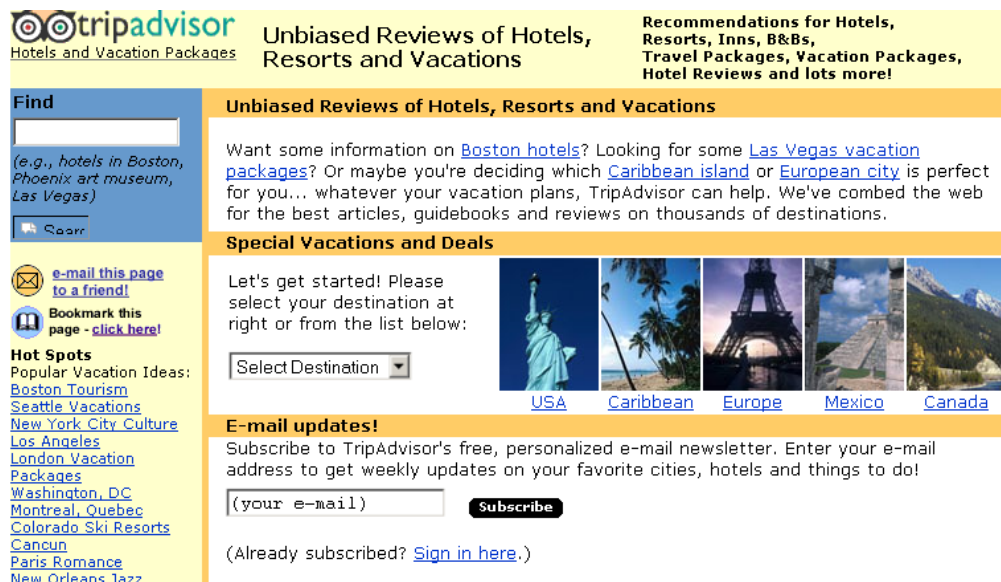 tripadvisor
Hotels and Vacation Packages
Unbiased Reviews of Hotels,
Resorts and Vacations
Recommendations for Hotels,
Resorts, Inns, B&Bs,
Travel Packages, Vacation Packages,
Hotel Reviews and lots more!
Find
(e.g., hotels in Boston,
Phoenix art museum,
Las Vegas)
e-mail this page
to a friend!
Bookmark this
page - click here!
Hot Spots
Popular Vacation Ideas:
Boston Tourism
Seattle Vacations
New York City Culture
Los Angeles
London Vacation
Packages
Washington, DC
Montreal, Quebec
Colorado Ski Resorts
Cancun
Paris Romance
New Orleans Jazz
Unbiased Reviews of Hotels, Resorts and Vacations
Want some information on Boston hotels? Looking for some Las Vegas vacation
packages? Or maybe you're deciding which Caribbean island or European city is perfect
for you... whatever your vacation plans, TripAdvisor can help. We've combed the web
for the best articles, guidebooks and reviews on thousands of destinations.
Special Vacations and Deals
Let's get started! Please
select your destination at
right or from the list below:
Select Destination
USA Caribbean Europe Mexico Canada
E-mail updates!
Subscribe to TripAdvisor's free, personalized e-mail newsletter. Enter your e-mail
address to get weekly updates on your favorite cities, hotels and things to do!
(your e-mail) Subscribe
(Already subscribed? Sign in here.)